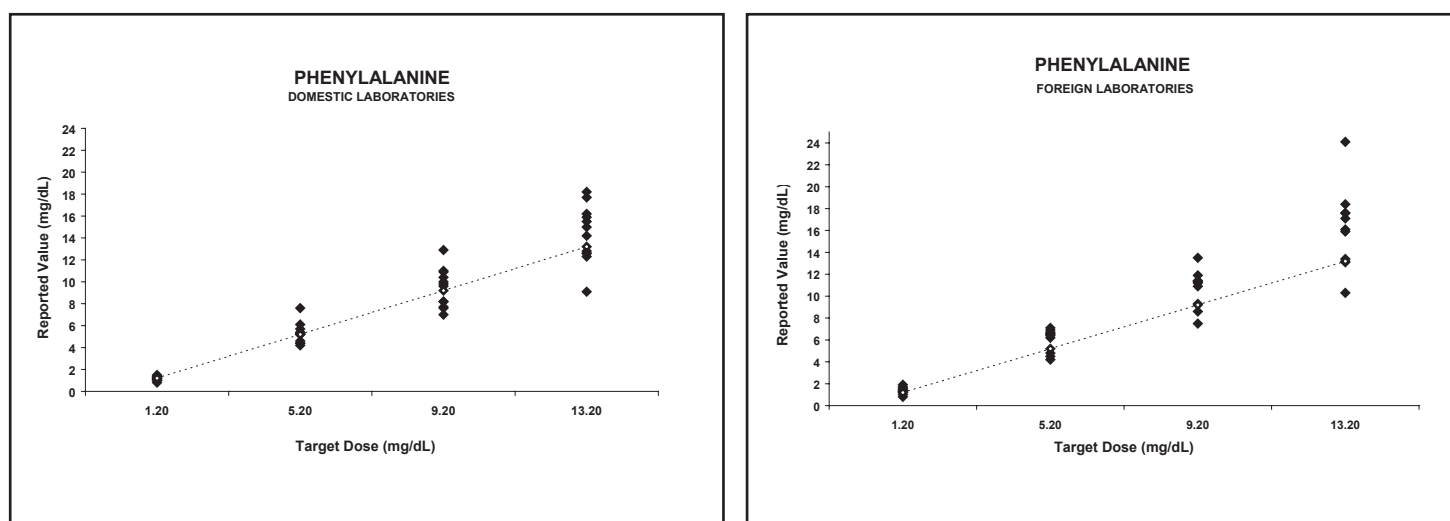 PHENYLALANINE
DOMESTIC LABORATORIES
Reported Value (mg/dL)
24
22
20
18
16
14
12
10
8
6
4
2
0
1.20 5.20 9.20 13.20
Target Dose (mg/dL)
PHENYLALANINE
FOREIGN LABORATORIES
Reported Value (mg/dL)
24
22
20
18
16
14
12
10
8
6
4
2
0
1.20 5.20 9.20 13.20
Target Dose (mg/dL)